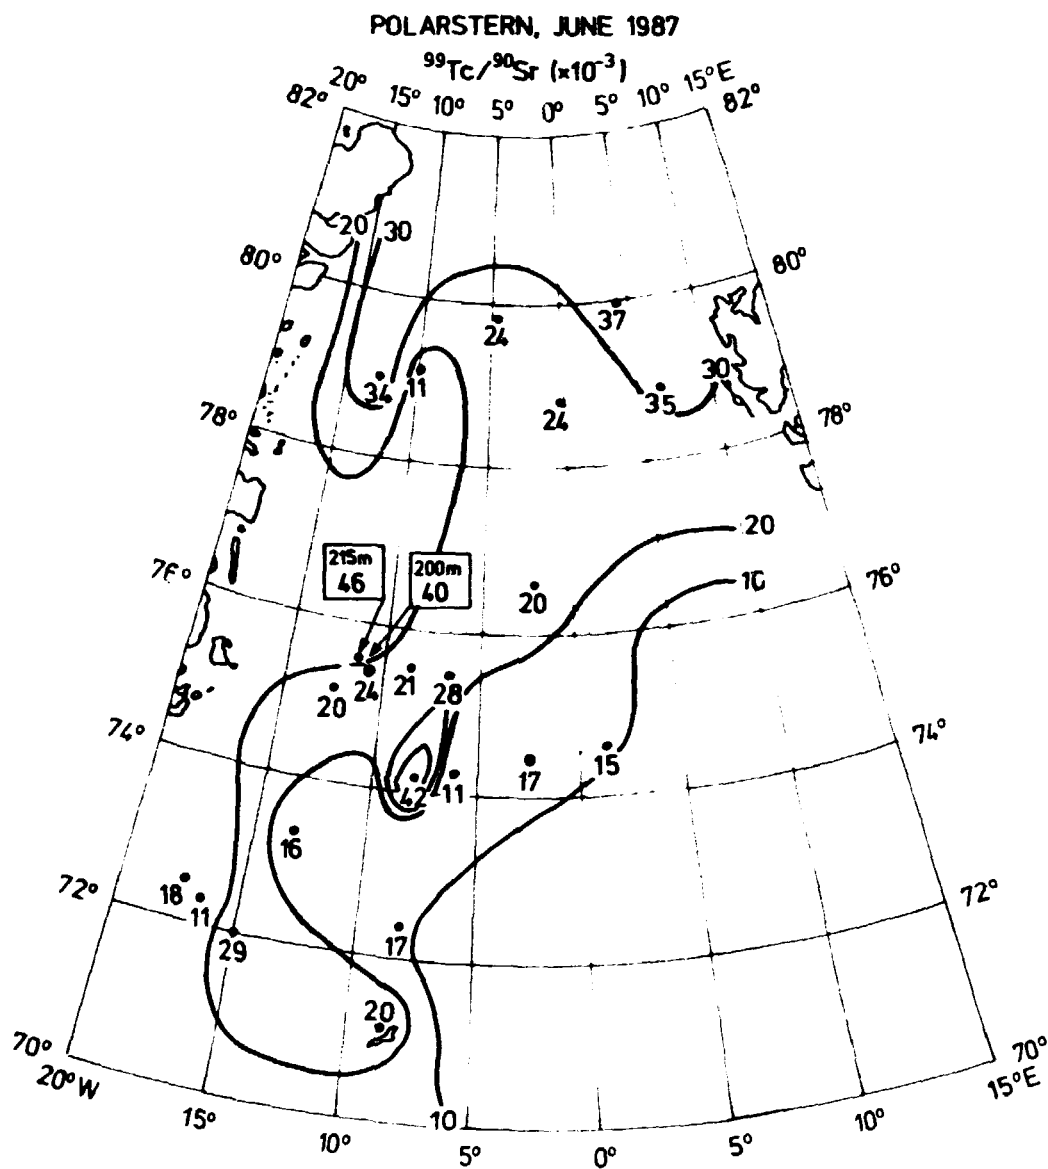 POLARSTERN, JUNE 1987
⁹⁹Tc/⁹⁰Sr (×10⁻³)
20° 15° 10° 5° 0° 5° 10° 15°E
82° 82°
20 30
80° 80°
37
24
30
34 11 35
24
78° 78°
20
215m 200m
46 40
76° 10 76°
20
24 21 28
20
74° 74°
15
17
42 11
16
72° 72°
18
11
29 17
20
70° 70°
20°W 15°E
15° 10° 10 5° 0° 5° 10°